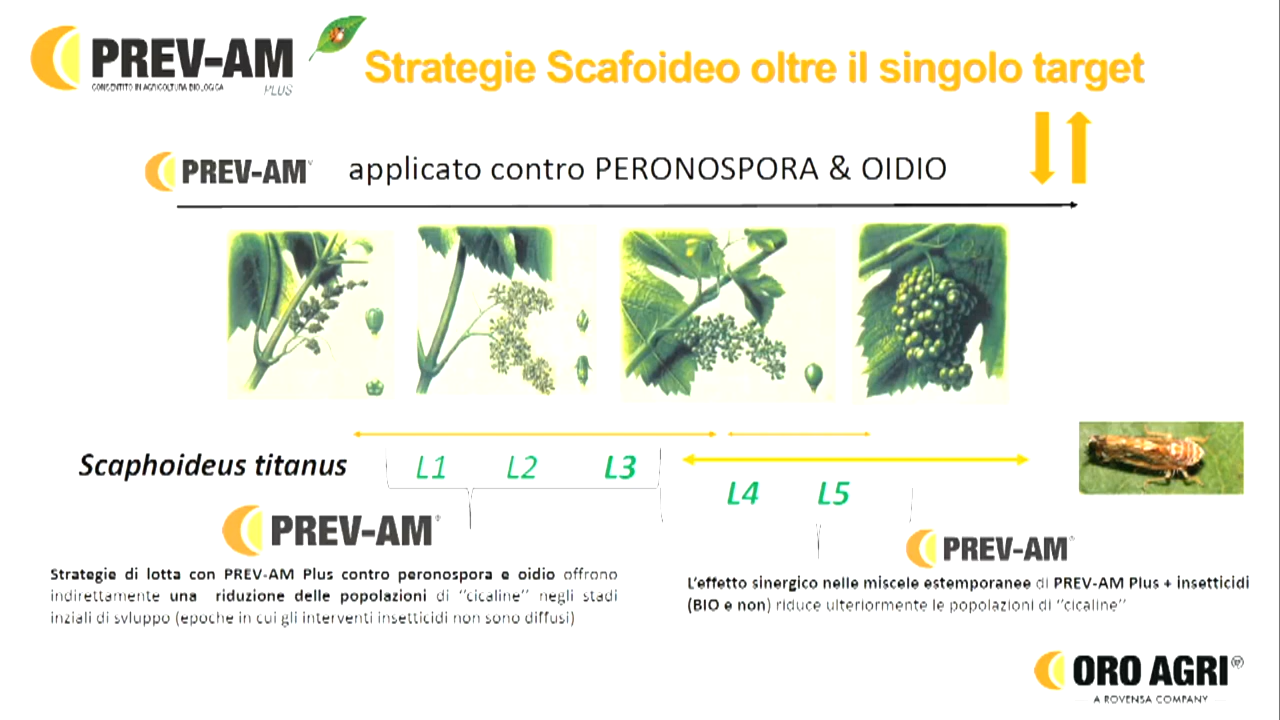 PREV-AM
CONSENTITO IN AGRICOLTURA BIOLOGICA
PLUS
Strategie Scafoideo oltre il singolo target
PREV-AM® applicato contro PERONOSPORA & OIDIO
Scaphoideus titanus
L1 L2 L3
L4 L5
PREV-AM®
Strategie di lotta con PREV-AM Plus contro peronospora e oidio offrono
indirettamente una riduzione delle popolazioni di ‘‘cicaline’’ negli stadi
inziali di sviluppo (epoche in cui gli interventi insetticidi non sono diffusi)
PREV-AM®
L’effetto sinergico nelle miscele estemporanee di PREV-AM Plus + insetticidi
(BIO e non) riduce ulteriormente le popolazioni di ‘‘cicaline’’
ORO AGRI®
A ROVENSA COMPANY